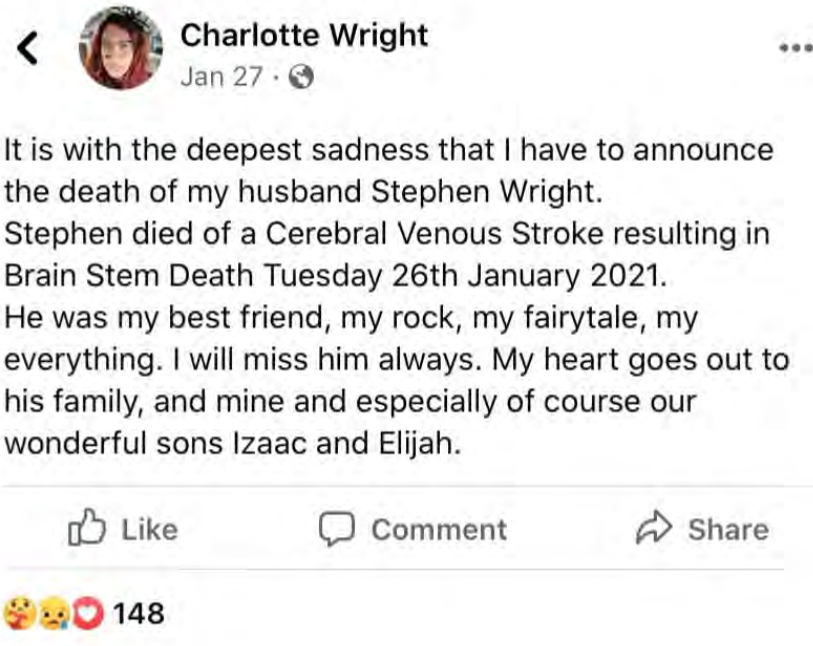 Charlotte Wright
Jan 27 ·
It is with the deepest sadness that I have to announce
the death of my husband Stephen Wright.
Stephen died of a Cerebral Venous Stroke resulting in
Brain Stem Death Tuesday 26th January 2021.
He was my best friend, my rock, my fairytale, my
everything. I will miss him always. My heart goes out to
his family, and mine and especially of course our
wonderful sons Izaac and Elijah.
Like Comment Share
148